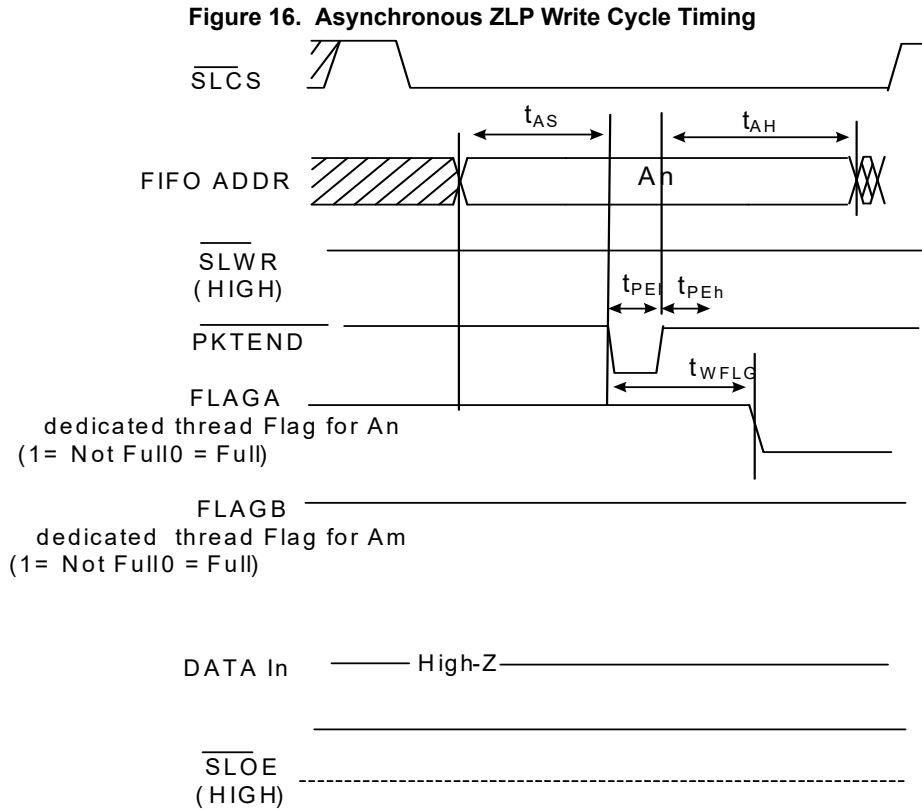 Figure 16. Asynchronous ZLP Write Cycle Timing
SLCS
tAS
tAH
FIFO ADDR
An
SLWR
(HIGH)
tPEl
tPEh
PKTEND
tWFLG
FLAGA
dedicated thread Flag for An
(1= Not Full0 = Full)
FLAGB
dedicated thread Flag for Am
(1= Not Full0 = Full)
DATA In
High-Z
SLOE
(HIGH)